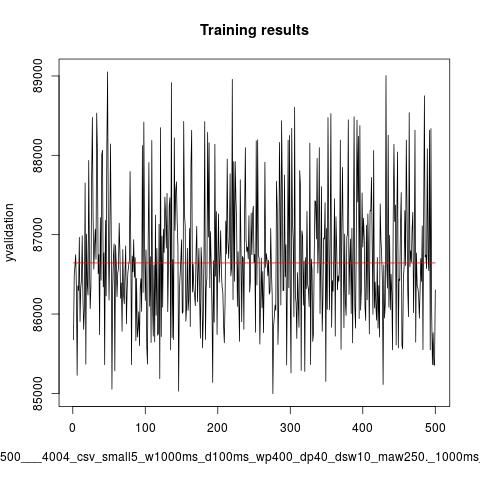 Training results
yvalidation
89000
88000
87000
86000
85000
0 100 200 300 400 500
500___4004_csv_small5_w1000ms_d100ms_wp400_dp40_dsw10_maw250._1000ms_